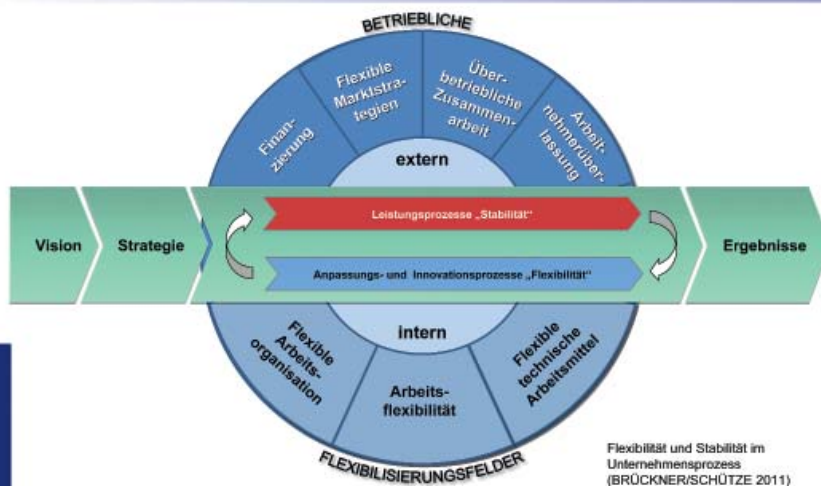 BETRIEBLICHE
Finan-
zierung
Flexible
Marktstra-
tegien
Über-
betriebliche
Zusammen-
arbeit
Arbeit-
nehmerüber-
lassung
extern
Vision
Strategie
Leistungsprozesse „Stabilität“
Anpassungs- und Innovationsprozesse „Flexibilität“
Ergebnisse
intern
Flexible
Arbeits-
organisation
Arbeits-
flexibilität
Flexible
technische
Arbeitsmittel
FLEXIBILISIERUNGSFELDER
Flexibilität und Stabilität im
Unternehmensprozess
(BRÜCKNER/SCHÜTZE 2011)